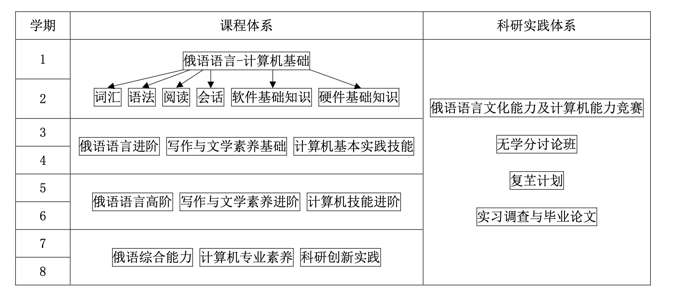 学期 课程体系 科研实践体系
1
俄语语言-计算机基础
2
词汇 语法 阅读 会话 软件基础知识 硬件基础知识
3
4
俄语语言进阶 写作与文学素养基础 计算机基本实践技能
5
6
俄语语言高阶 写作与文学素养进阶 计算机技能进阶
7
8
俄语综合能力 计算机专业素养 科研创新实践
俄语语言文化能力及计算机能力竞赛
无学分讨论班
复芏计划
实习调查与毕业论文